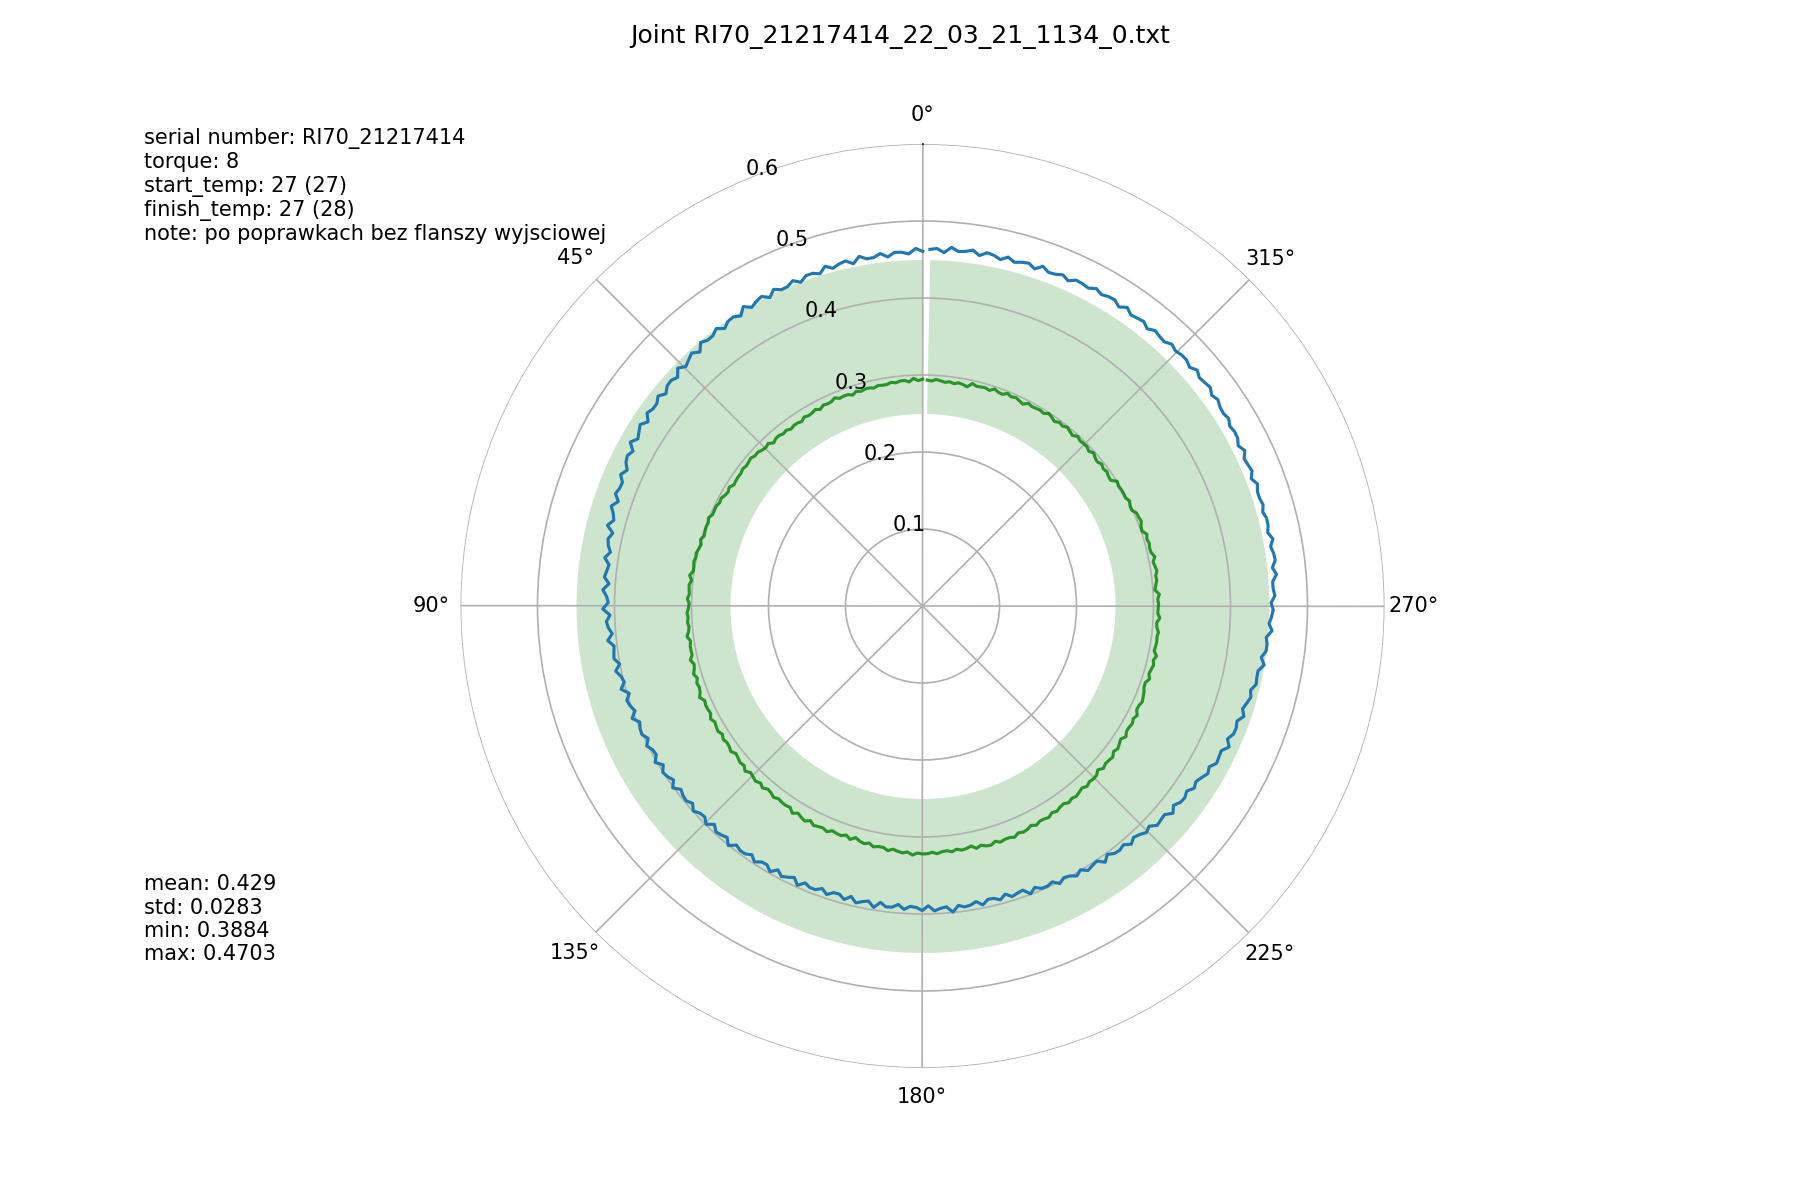 Joint RI70_21217414_22_03_21_1134_0.txt
serial number: RI70_21217414
torque: 8
start_temp: 27 (27)
finish_temp: 27 (28)
note: po poprawkach bez flanszy wyjsciowej
0°
45°
90°
135°
180°
225°
270°
315°
0.6
0.5
0.4
0.3
0.2
0.1
mean: 0.429
std: 0.0283
min: 0.3884
max: 0.4703